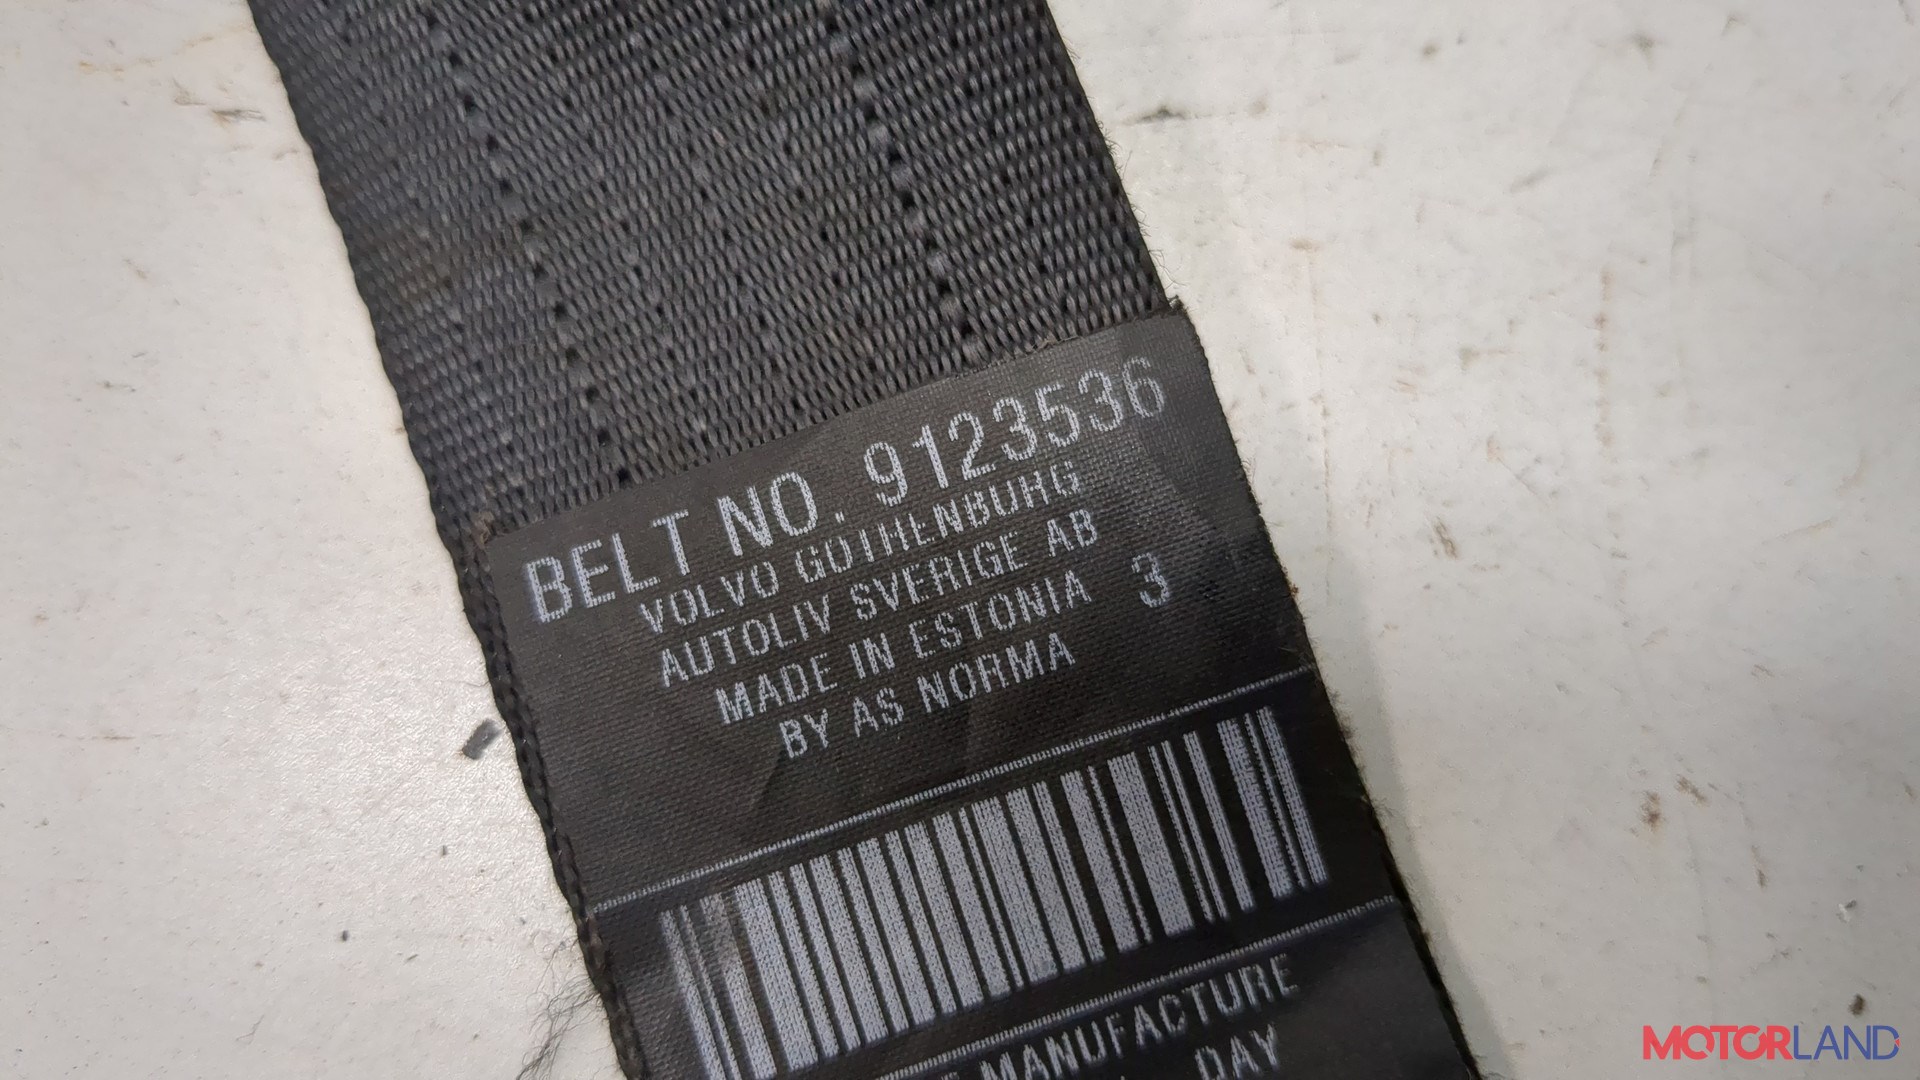 BELT NO. 9123536
VOLVO GOTHENBURG
AUTOLIV SVERIGE AB
MADE IN ESTONIA 3
BY AS NORMA
MANUFACTURE
DAY
MOTORLAND